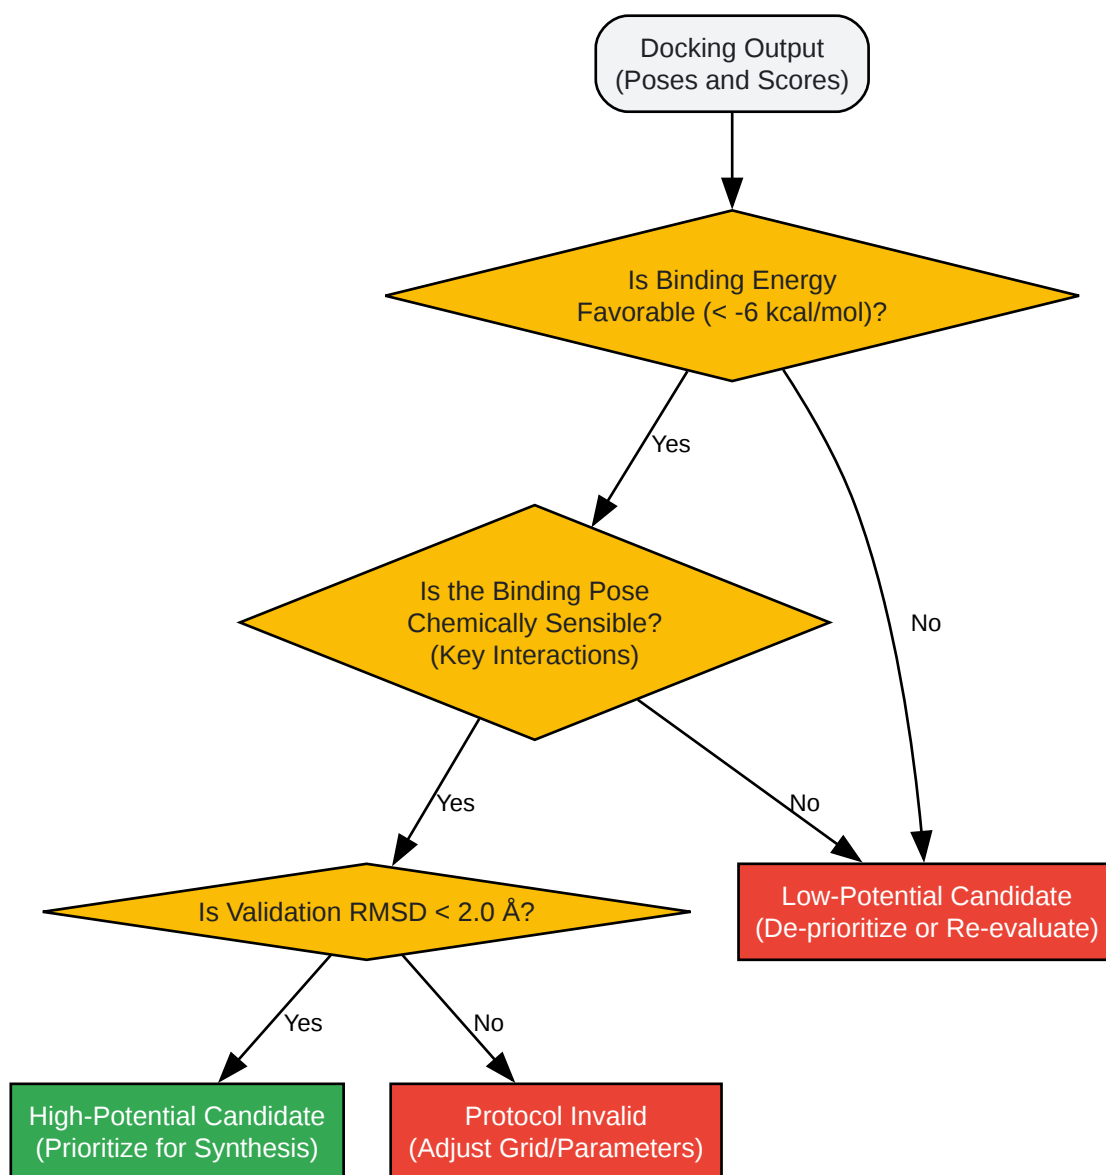 Docking Output
(Poses and Scores)
Is Binding Energy
Favorable (< -6 kcal/mol)?
Yes
No
Is the Binding Pose
Chemically Sensible?
(Key Interactions)
Yes
No
Is Validation RMSD < 2.0 Å?
Low-Potential Candidate
(De-prioritize or Re-evaluate)
Yes
No
High-Potential Candidate
(Prioritize for Synthesis)
Protocol Invalid
(Adjust Grid/Parameters)